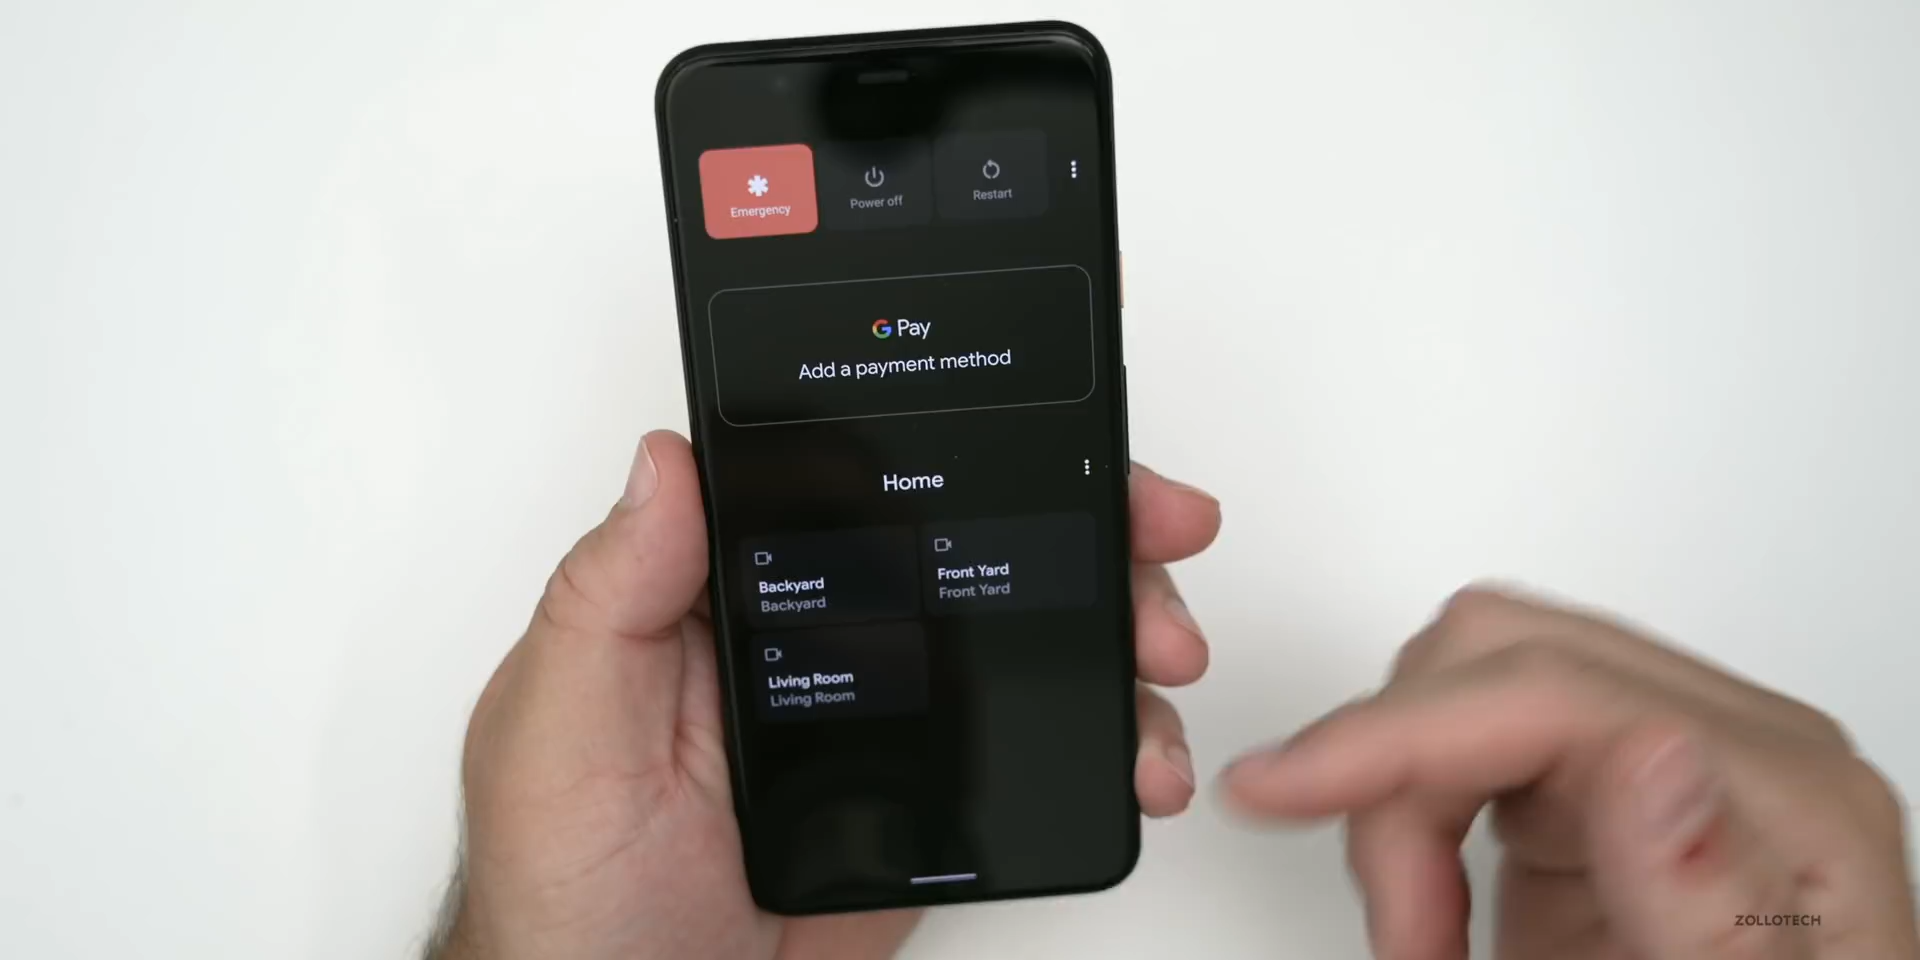 Emergency
Power off
Restart
G Pay
Add a payment method
Home
Backyard
Backyard
Front Yard
Front Yard
Living Room
Living Room
ZOLLOTECH